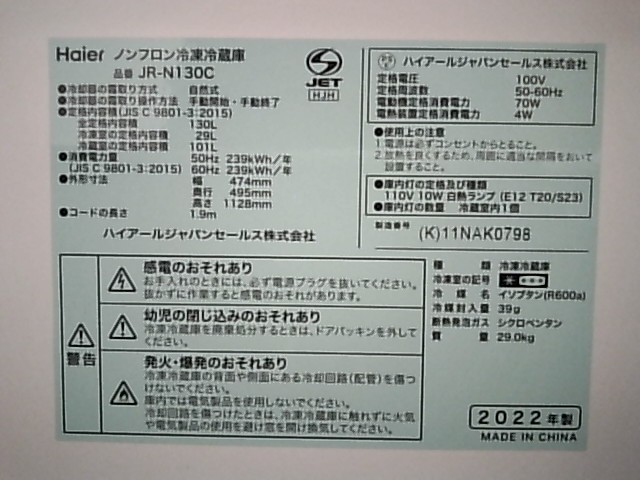 Haier ノンフロン冷凍冷蔵庫
品番 JR-N130C
●冷却器の霜取り方式 自然式
●冷却器の霜取り操作方法 手動開始・手動終了
●定格内容積(JIS C 9801-3:2015)
全定格内容積 130L
冷凍室の定格内容積 29L
冷蔵室の定格内容積 101L
●消費電力量 50Hz 239kWh/年
(JIS C 9801-3:2015) 60Hz 239kWh/年
●外形寸法 幅 474mm
奥行 495mm
高さ 1128mm
●コードの長さ 1.9m
ハイアールジャパンセールス株式会社
S
JET
HJH
PS
E
ハイアールジャパンセールス株式会社
定格電圧 100V
定格周波数 50-60Hz
電動機定格消費電力 70W
電熱装置定格消費電力 4W
●使用上の注意
1.電源は必ずコンセントからとること。
2.放熱を良くするため、周囲に適当な間隔をおいて
設置すること。
●庫内灯の定格及び種類
110V 10W 白熱ランプ (E12 T20/S23)
●庫内灯の数量 冷蔵室内1個
製造番号
(K)11NAK0798
警告
感電のおそれあり
お手入れのときには、必ず電源プラグを抜いてください。
抜かずに作業すると感電のおそれがあります。
幼児の閉じ込みのおそれあり
冷凍冷蔵庫を廃棄処分するときは、ドアパッキンを外して
ください。
発火・爆発のおそれあり
冷凍冷蔵庫の背面や側面にある冷却回路(配管)を傷つ
けないでください。
庫内では電気製品を使用しないでください。
冷却回路を傷つけたときは、冷凍冷蔵庫に触れずに火気
や電気製品の使用を避け窓を開け換気してください。
種類 冷凍冷蔵庫
冷凍室の記号
冷媒名 イソブタン(R600a)
冷媒封入量 39g
断熱発泡ガス シクロペンタン
質量 29.0kg
2022年製
MADE IN CHINA